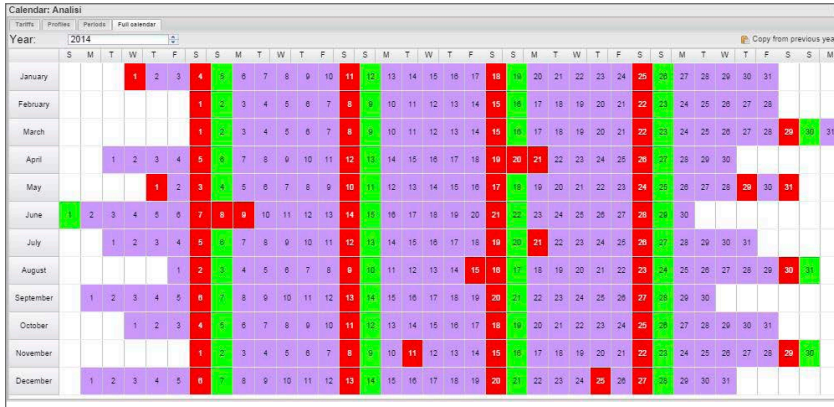 Calendar: Analisi
Tariffs Profiles Periods Full calendar
Year: 2014 Copy from previous yea
S M T W T F S S M T W T F S S M T W T F S S M T W T F S S M T W T F S S M
January 1 2 3 4 5 6 7 8 9 10 11 12 13 14 15 16 17 18 19 20 21 22 23 24 25 26 27 28 29 30 31
February 1 2 3 4 5 6 7 8 9 10 11 12 13 14 15 16 17 18 19 20 21 22 23 24 25 26 27 28
March 1 2 3 4 5 6 7 8 9 10 11 12 13 14 15 16 17 18 19 20 21 22 23 24 25 26 27 28 29 30 31
April 1 2 3 4 5 6 7 8 9 10 11 12 13 14 15 16 17 18 19 20 21 22 23 24 25 26 27 28 29 30
May 1 2 3 4 5 6 7 8 9 10 11 12 13 14 15 16 17 18 19 20 21 22 23 24 25 26 27 28 29 30 31
June 1 2 3 4 5 6 7 8 9 10 11 12 13 14 15 16 17 18 19 20 21 22 23 24 25 26 27 28 29 30
July 1 2 3 4 5 6 7 8 9 10 11 12 13 14 15 16 17 18 19 20 21 22 23 24 25 26 27 28 29 30 31
August 1 2 3 4 5 6 7 8 9 10 11 12 13 14 15 16 17 18 19 20 21 22 23 24 25 26 27 28 29 30 31
September 1 2 3 4 5 6 7 8 9 10 11 12 13 14 15 16 17 18 19 20 21 22 23 24 25 26 27 28 29 30
October 1 2 3 4 5 6 7 8 9 10 11 12 13 14 15 16 17 18 19 20 21 22 23 24 25 26 27 28 29 30 31
November 1 2 3 4 5 6 7 8 9 10 11 12 13 14 15 16 17 18 19 20 21 22 23 24 25 26 27 28 29 30
December 1 2 3 4 5 6 7 8 9 10 11 12 13 14 15 16 17 18 19 20 21 22 23 24 25 26 27 28 29 30 31